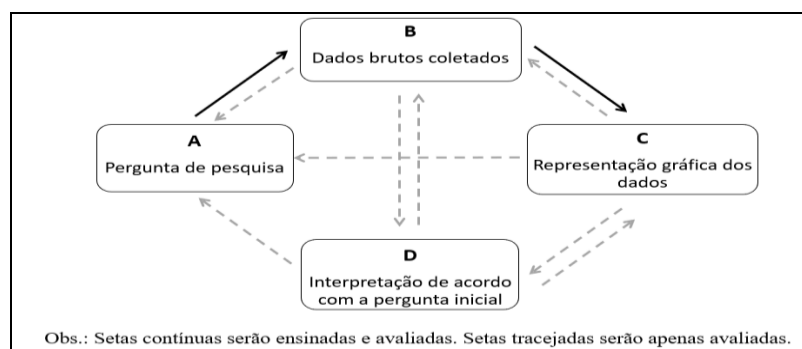 B
Dados brutos coletados
A
Pergunta de pesquisa
C
Representação gráfica dos
dados
D
Interpretação de acordo
com a pergunta inicial
Obs.: Setas contínuas serão ensinadas e avaliadas. Setas tracejadas serão apenas avaliadas.